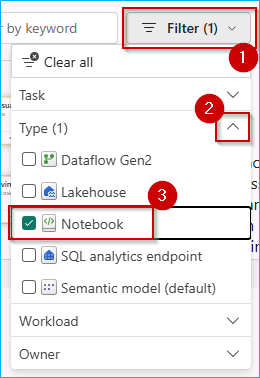 r by keyword
Filter (1)
1
Clear all
Task
2
Type (1)
Dataflow Gen2
Lakehouse
3
Notebook
SQL analytics endpoint
Semantic model (default)
Workload
Owner